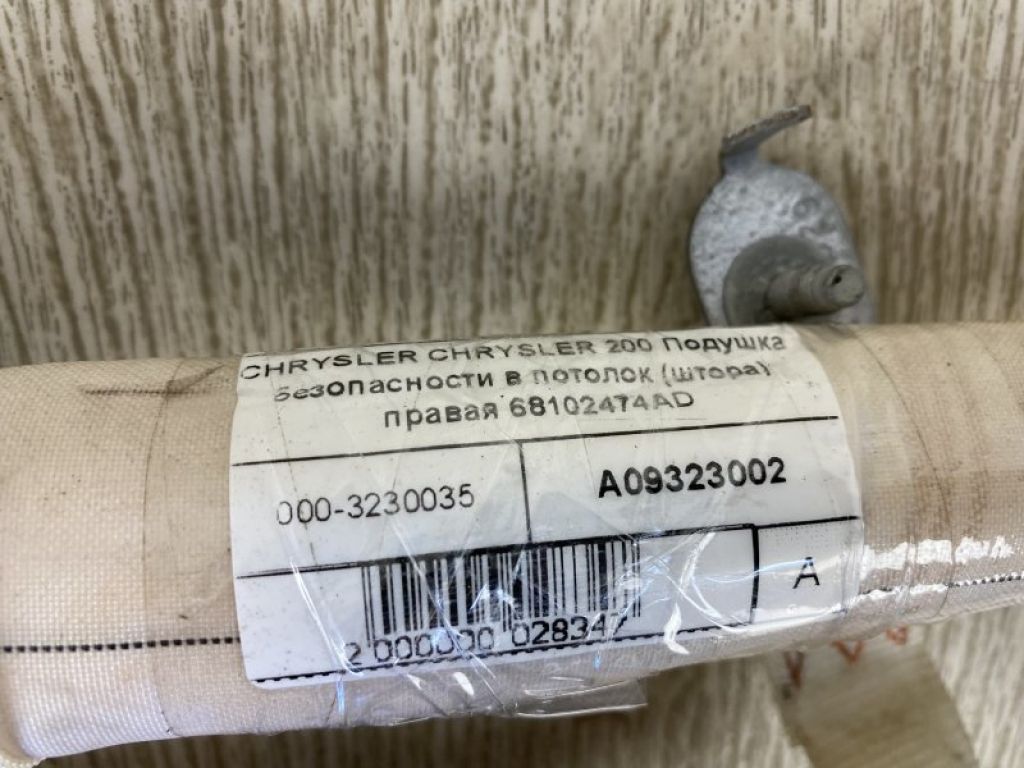 CHRYSLER CHRYSLER 200 Подушка
безопасности в потолок (штора)
правая 68102474AD
000-3230035
A09323002
A
2 000000 028347